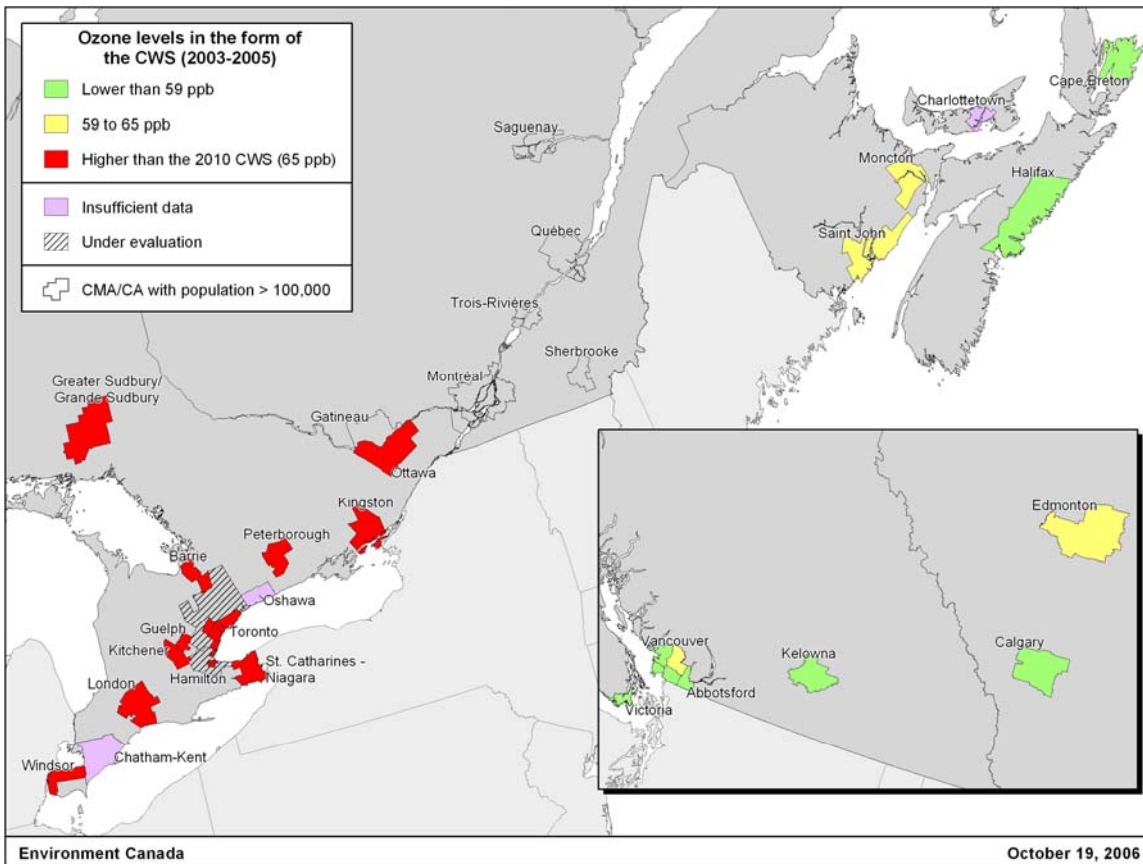 Ozone levels in the form of
the CWS (2003-2005)
Lower than 59 ppb
59 to 65 ppb
Higher than the 2010 CWS (65 ppb)
Insufficient data
Under evaluation
CMA/CA with population > 100,000
Cape Breton
Charlottetown
Saguenay
Moncton
Halifax
Québec
Saint John
Trois-Rivières
Sherbrooke
Montréal
Greater Sudbury/
Grande Sudbury
Gatineau
Ottawa
Kingston
Peterborough
Barrie
Oshawa
Guelph
Toronto
Kitchener
St. Catharines -
Niagara
Hamilton
London
Chatham-Kent
Windsor
Edmonton
Vancouver
Kelowna
Calgary
Abbotsford
Victoria
Environment Canada
October 19, 2006